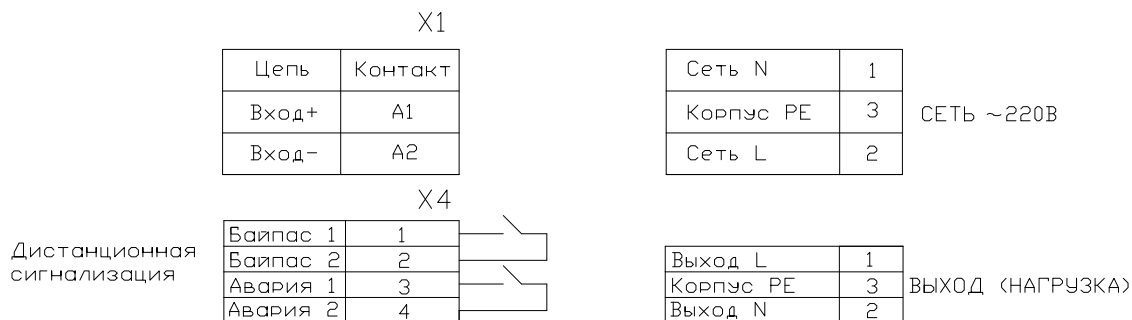 X1
Цепь Контакт
Вход+ A1
Вход- A2
Сеть N 1
Корпус PE 3
Сеть L 2
СЕТЬ ~220В
X4
Дистанционная
сигнализация
Байпас 1 1
Байпас 2 2
Авария 1 3
Авария 2 4
Выход L 1
Корпус PE 3
Выход N 2
ВЫХОД (НАГРУЗКА)